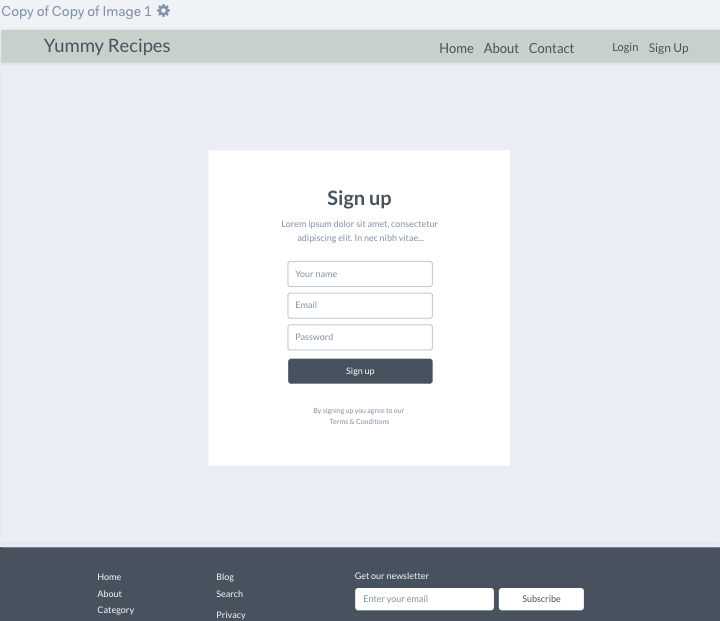 Copy of Copy of Image 1
Yummy Recipes
Home About Contact Login Sign Up
Sign up
Lorem ipsum dolor sit amet, consectetur
adipiscing elit. In nec nibh vitae...
Your name
Email
Password
Sign up
By signing up you agree to our
Terms & Conditions
Home
About
Category
Blog
Search
Privacy
Get our newsletter
Enter your email Subscribe